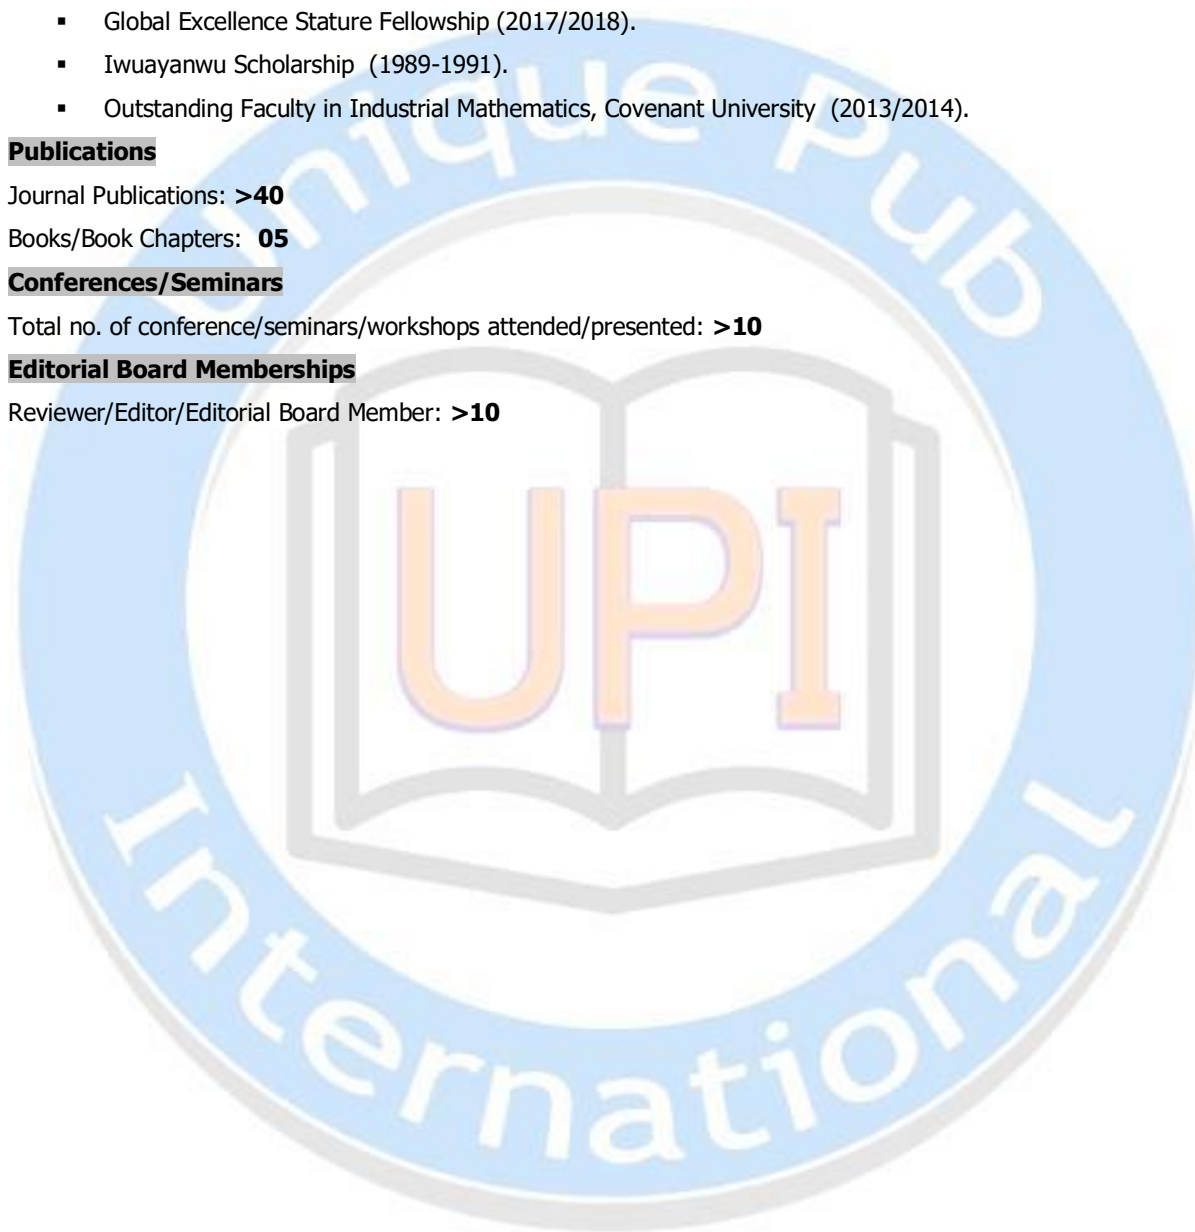 ▪ Global Excellence Stature Fellowship (2017/2018).
▪ Iwuayanwu Scholarship (1989-1991).
▪ Outstanding Faculty in Industrial Mathematics, Covenant University (2013/2014).
Publications
Journal Publications: >40
Books/Book Chapters: 05
Conferences/Seminars
Total no. of conference/seminars/workshops attended/presented: >10
Editorial Board Memberships
Reviewer/Editor/Editorial Board Member: >10
Unique Pub
UPI
International